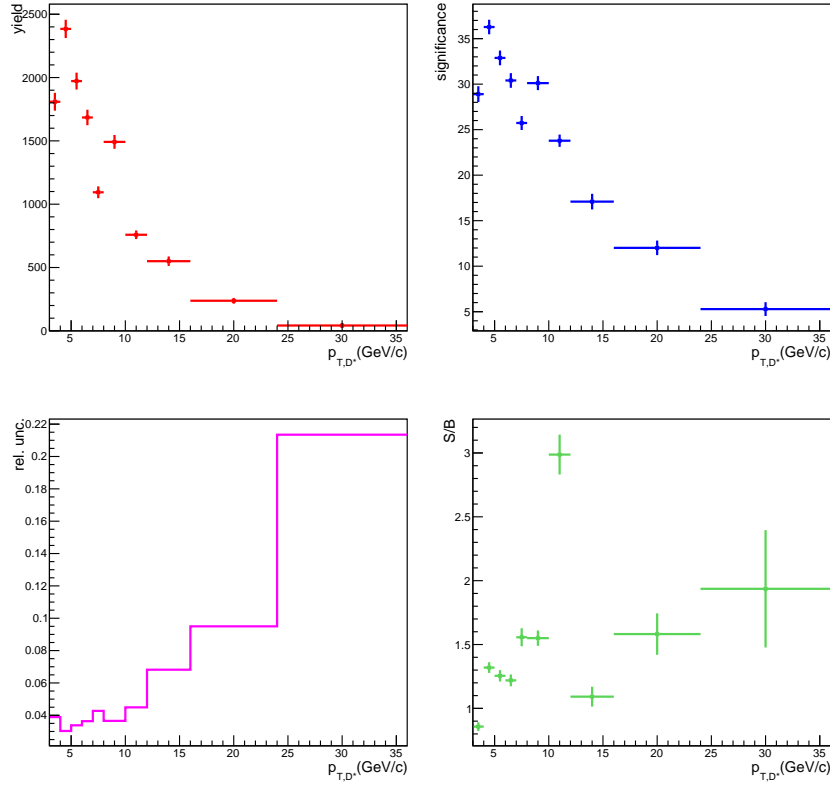 yield
2500
2000
1500
1000
500
0
5 10 15 20 25 30 35
p_T,D* (GeV/c)
significance
35
30
25
20
15
10
5
5 10 15 20 25 30 35
p_T,D* (GeV/c)
rel. unc.
0.22
0.2
0.18
0.16
0.14
0.12
0.1
0.08
0.06
0.04
5 10 15 20 25 30 35
p_T,D* (GeV/c)
S/B
3
2.5
2
1.5
1
5 10 15 20 25 30 35
p_T,D* (GeV/c)